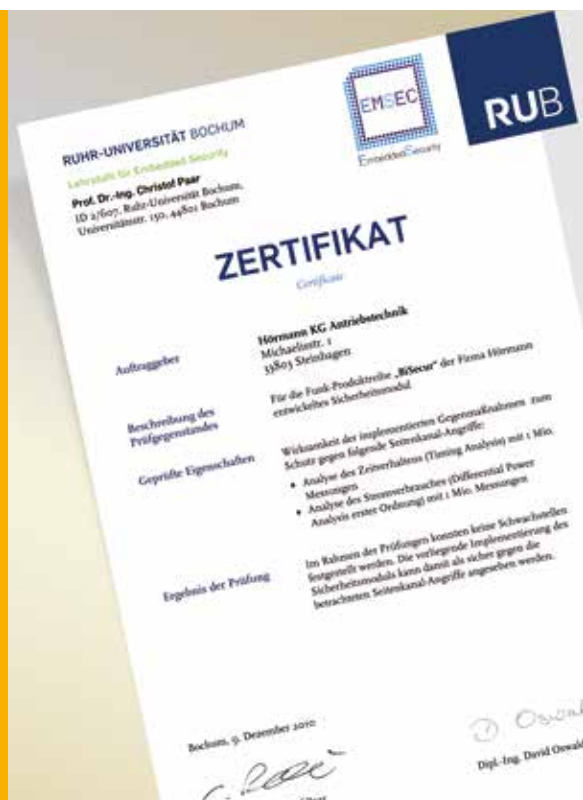 RUHR-UNIVERSITÄT BOCHUM
Lehrstuhl für Embedded Security
Prof. Dr.-Ing. Christof Paar
ID 2/607, Ruhr-Universität Bochum,
Universitätsstr. 150, 44801 Bochum
EMSEC
Embedded Security
RUB
ZERTIFIKAT
Certificate
Auftraggeber
Hörmann KG Antriebstechnik
Michaelisstr. 1
33803 Steinhagen
Beschreibung des
Prüfgegenstandes
Für die Funk-Produktreihe „BiSecur“ der Firma Hörmann
entwickeltes Sicherheitsmodul
Geprüfte Eigenschaften
Wirksamkeit der implementierten Gegenmaßnahmen zum
Schutz gegen folgende Seitenkanal-Angriffe:
• Analyse des Zeitverhaltens (Timing Analysis) mit 1 Mio.
Messungen
• Analyse des Stromverbrauches (Differential Power
Analysis erster Ordnung) mit 1 Mio. Messungen
Ergebnis der Prüfung
Im Rahmen der Prüfungen konnten keine Schwachstellen
festgestellt werden. Die vorliegende Implementierung des
Sicherheitsmoduls kann damit als sicher gegen die
betrachteten Seitenkanal-Angriffe angesehen werden.
Bochum, 9. Dezember 2010
D. Oswald
Dipl.-Ing. David Oswald